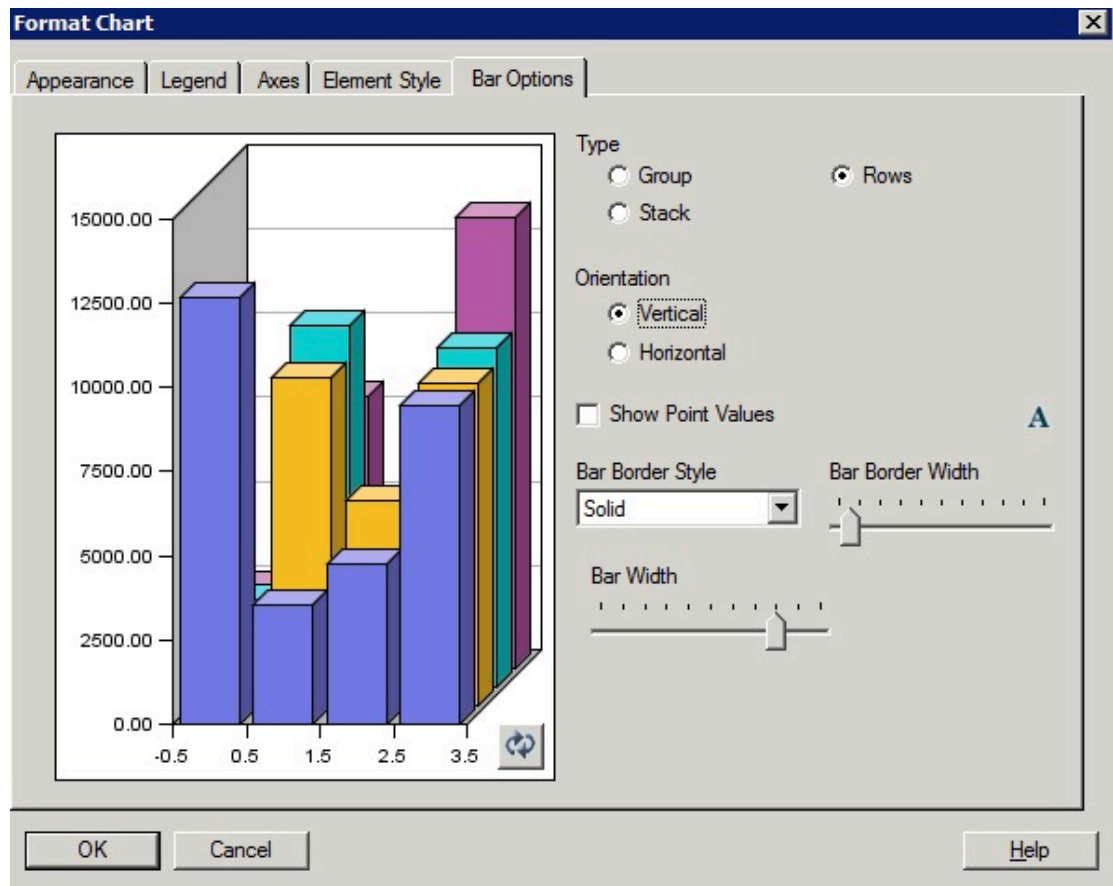 Format Chart
Appearance Legend Axes Element Style Bar Options
Type
Group Rows
Stack
Orientation
Vertical
Horizontal
Show Point Values A
Bar Border Style Bar Border Width
Solid
Bar Width
15000.00
12500.00
10000.00
7500.00
5000.00
2500.00
0.00
-0.5 0.5 1.5 2.5 3.5
OK Cancel Help